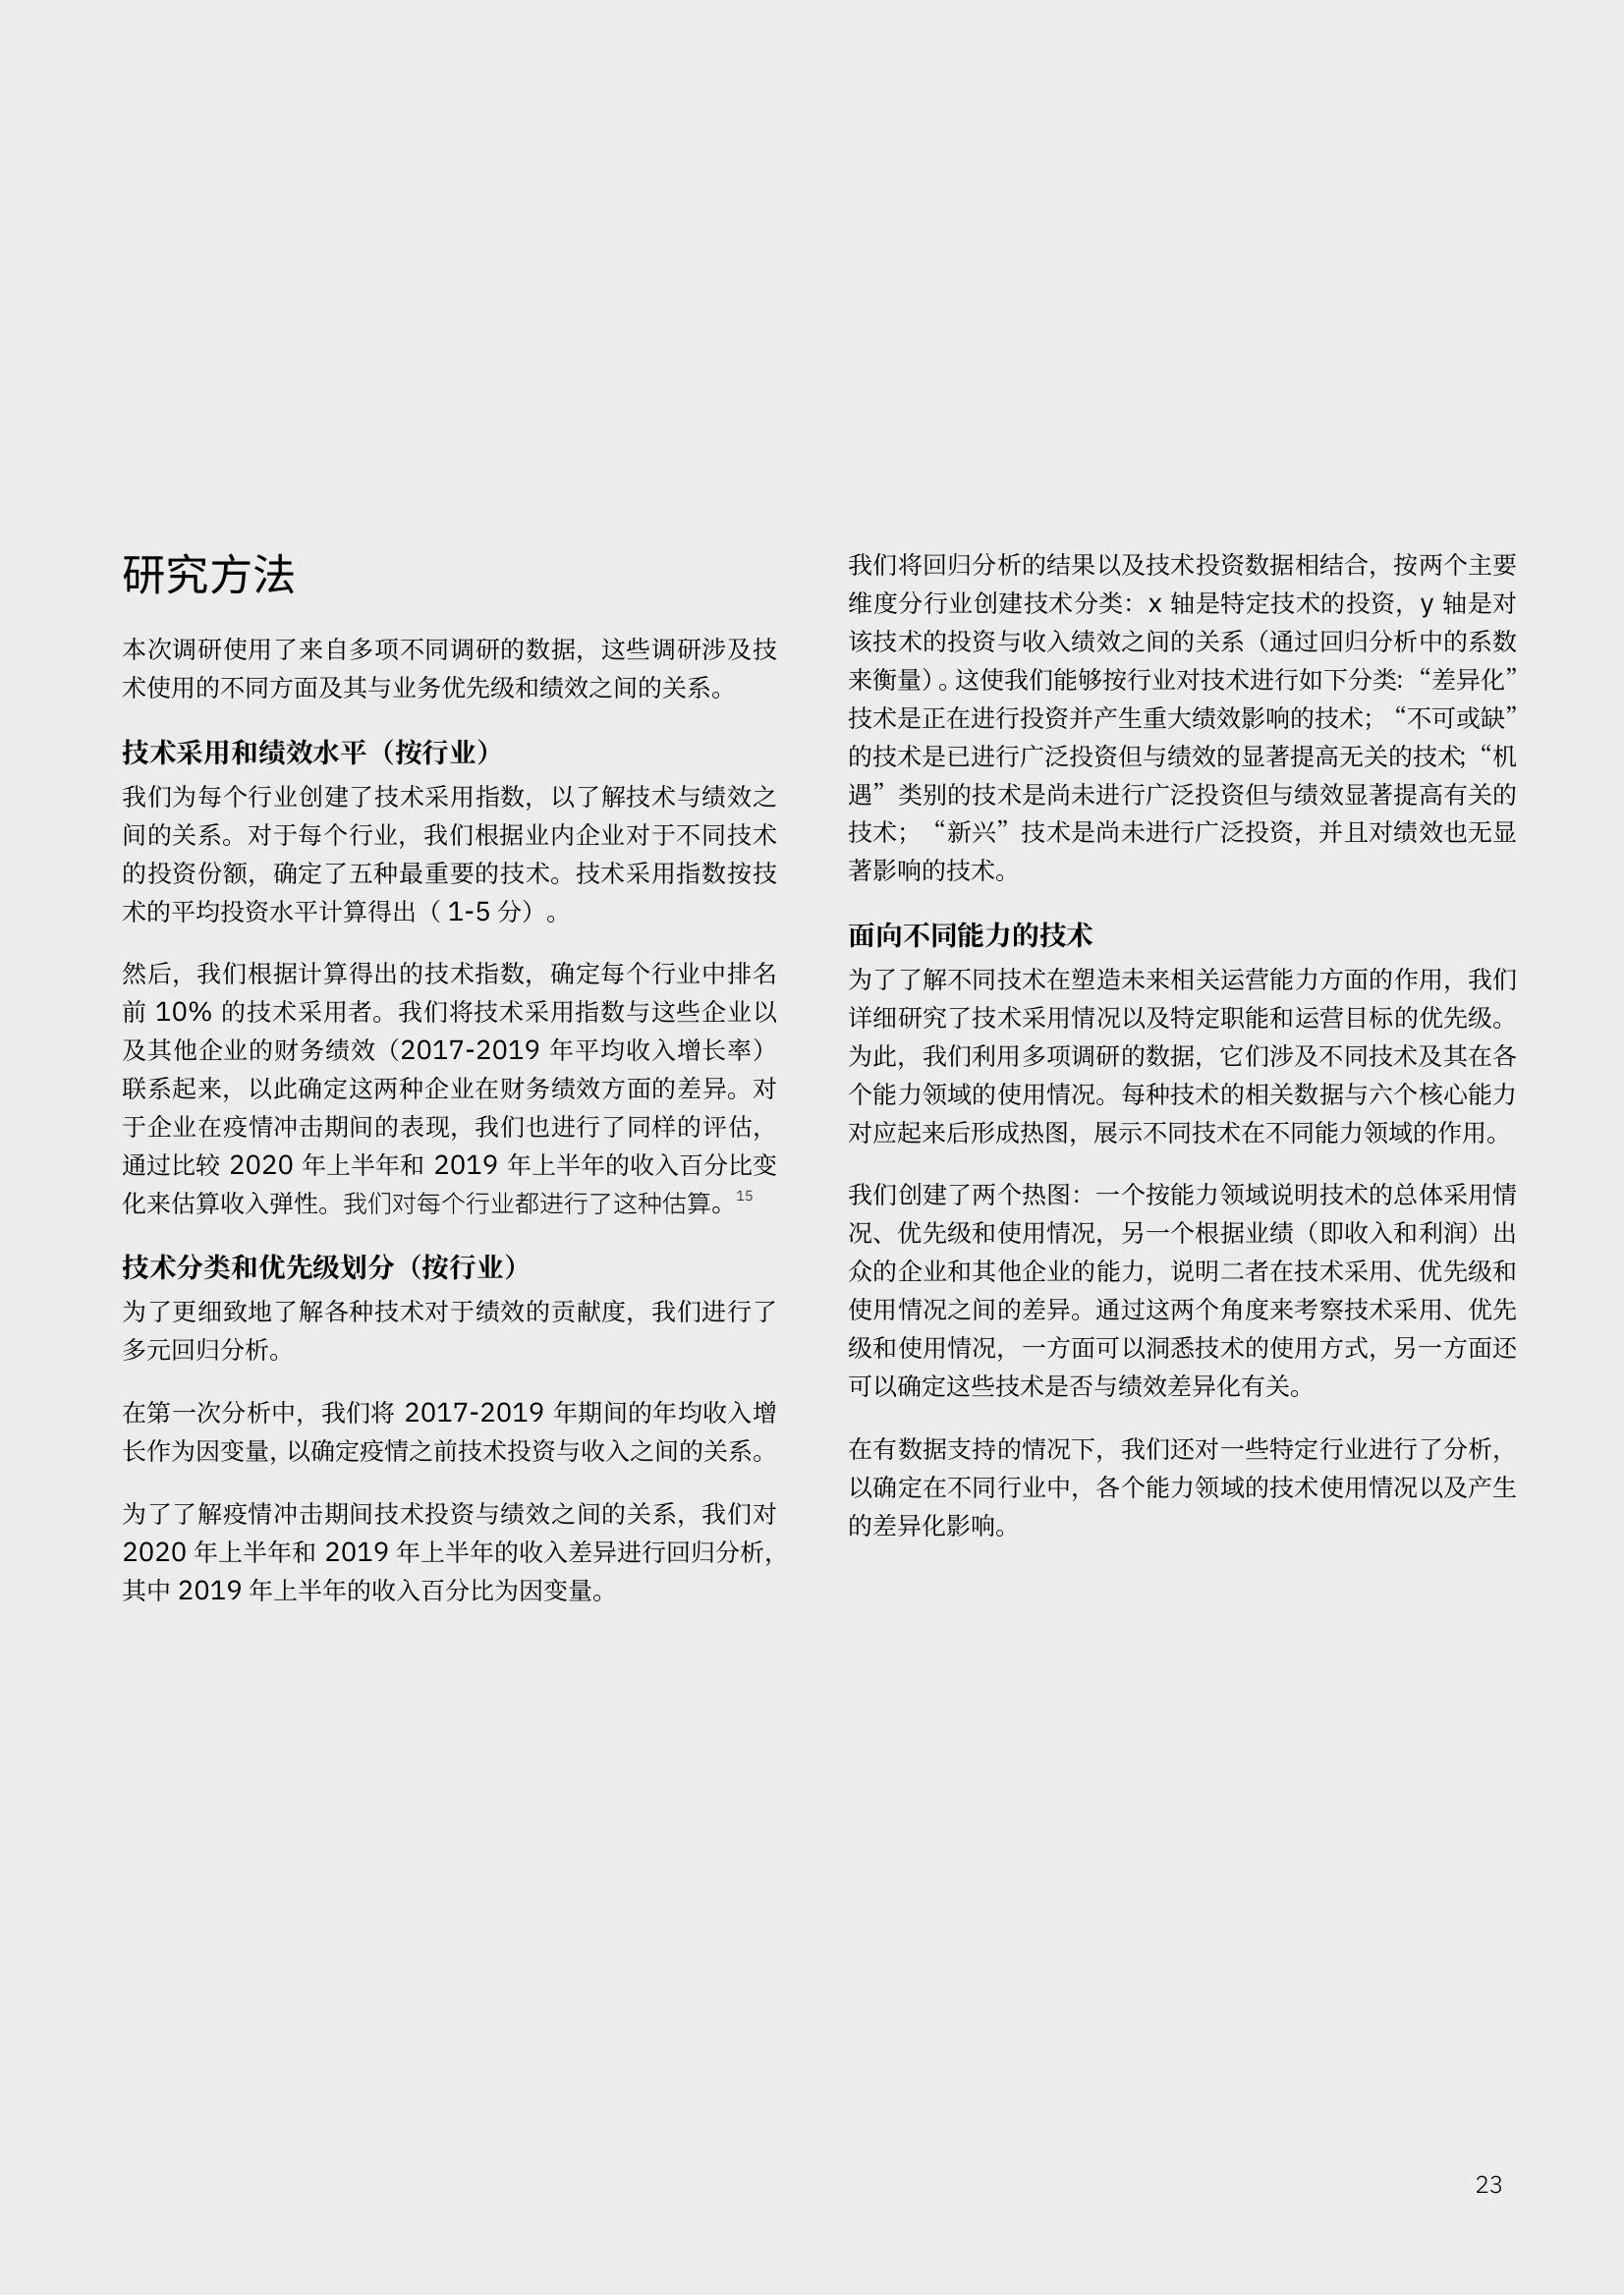 研究方法
本次调研使用了来自多项不同调研的数据，这些调研涉及技
术使用的不同方面及其与业务优先级和绩效之间的关系。
技术采用和绩效水平（按行业）
我们为每个行业创建了技术采用指数，以了解技术与绩效之
间的关系。对于每个行业，我们根据业内企业对于不同技术
的投资份额，确定了五种最重要的技术。技术采用指数按技
术的平均投资水平计算得出（ 1-5 分）。
然后，我们根据计算得出的技术指数，确定每个行业中排名
前 10% 的技术采用者。我们将技术采用指数与这些企业以
及其他企业的财务绩效（2017-2019 年平均收入增长率）
联系起来，以此确定这两种企业在财务绩效方面的差异。对
于企业在疫情冲击期间的表现，我们也进行了同样的评估，
通过比较 2020 年上半年和 2019 年上半年的收入百分比变
化来估算收入弹性。我们对每个行业都进行了这种估算。15
技术分类和优先级划分（按行业）
为了更细致地了解各种技术对于绩效的贡献度，我们进行了
多元回归分析。
在第一次分析中，我们将 2017-2019 年期间的年均收入增
长作为因变量，以确定疫情之前技术投资与收入之间的关系。
为了了解疫情冲击期间技术投资与绩效之间的关系，我们对
2020 年上半年和 2019 年上半年的收入差异进行回归分析，
其中 2019 年上半年的收入百分比为因变量。
我们将回归分析的结果以及技术投资数据相结合，按两个主要
维度分行业创建技术分类：x 轴是特定技术的投资，y 轴是对
该技术的投资与收入绩效之间的关系（通过回归分析中的系数
来衡量）。这使我们能够按行业对技术进行如下分类：“差异化”
技术是正在进行投资并产生重大绩效影响的技术；“不可或缺”
的技术是已进行广泛投资但与绩效的显著提高无关的技术；“机
遇”类别的技术是尚未进行广泛投资但与绩效显著提高有关的
技术；“新兴”技术是尚未进行广泛投资，并且对绩效也无显
著影响的技术。
面向不同能力的技术
为了了解不同技术在塑造未来相关运营能力方面的作用，我们
详细研究了技术采用情况以及特定职能和运营目标的优先级。
为此，我们利用多项调研的数据，它们涉及不同技术及其在各
个能力领域的使用情况。每种技术的相关数据与六个核心能力
对应起来后形成热图，展示不同技术在不同能力领域的作用。
我们创建了两个热图：一个按能力领域说明技术的总体采用情
况、优先级和使用情况，另一个根据业绩（即收入和利润）出
众的企业和其他企业的能力，说明二者在技术采用、优先级和
使用情况之间的差异。通过这两个角度来考察技术采用、优先
级和使用情况，一方面可以洞悉技术的使用方式，另一方面还
可以确定这些技术是否与绩效差异化有关。
在有数据支持的情况下，我们还对一些特定行业进行了分析，
以确定在不同行业中，各个能力领域的技术使用情况以及产生
的差异化影响。
23